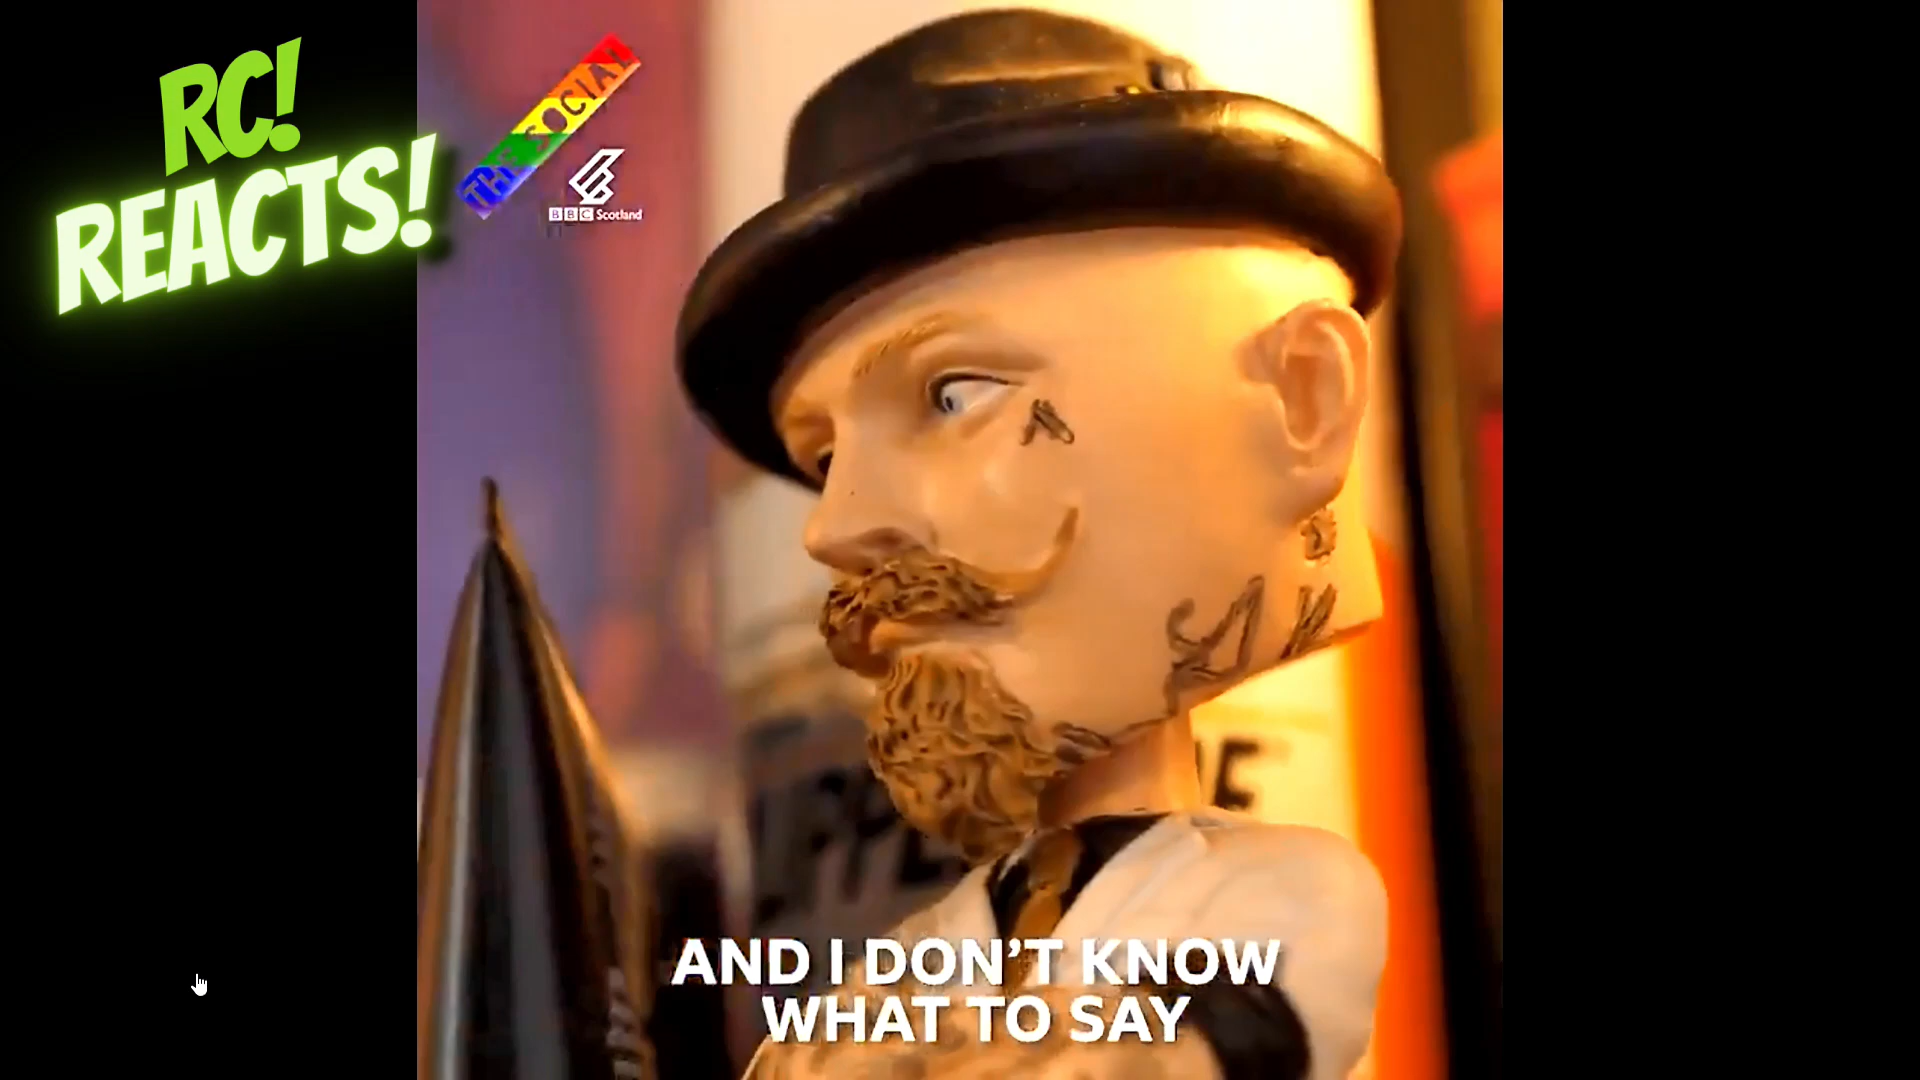 RC!
REACTS!
THE SOCIAL
BBC Scotland
AND I DON'T KNOW
WHAT TO SAY